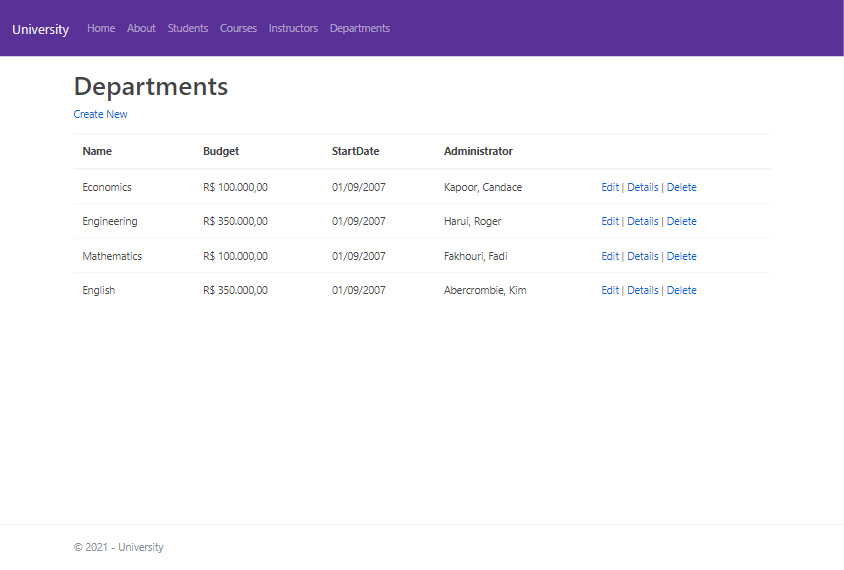 University Home About Students Courses Instructors Departments
Departments
Create New
Name Budget StartDate Administrator
Economics R$ 100.000,00 01/09/2007 Kapoor, Candace Edit | Details | Delete
Engineering R$ 350.000,00 01/09/2007 Harui, Roger Edit | Details | Delete
Mathematics R$ 100.000,00 01/09/2007 Fakhouri, Fadi Edit | Details | Delete
English R$ 350.000,00 01/09/2007 Abercrombie, Kim Edit | Details | Delete
© 2021 - University